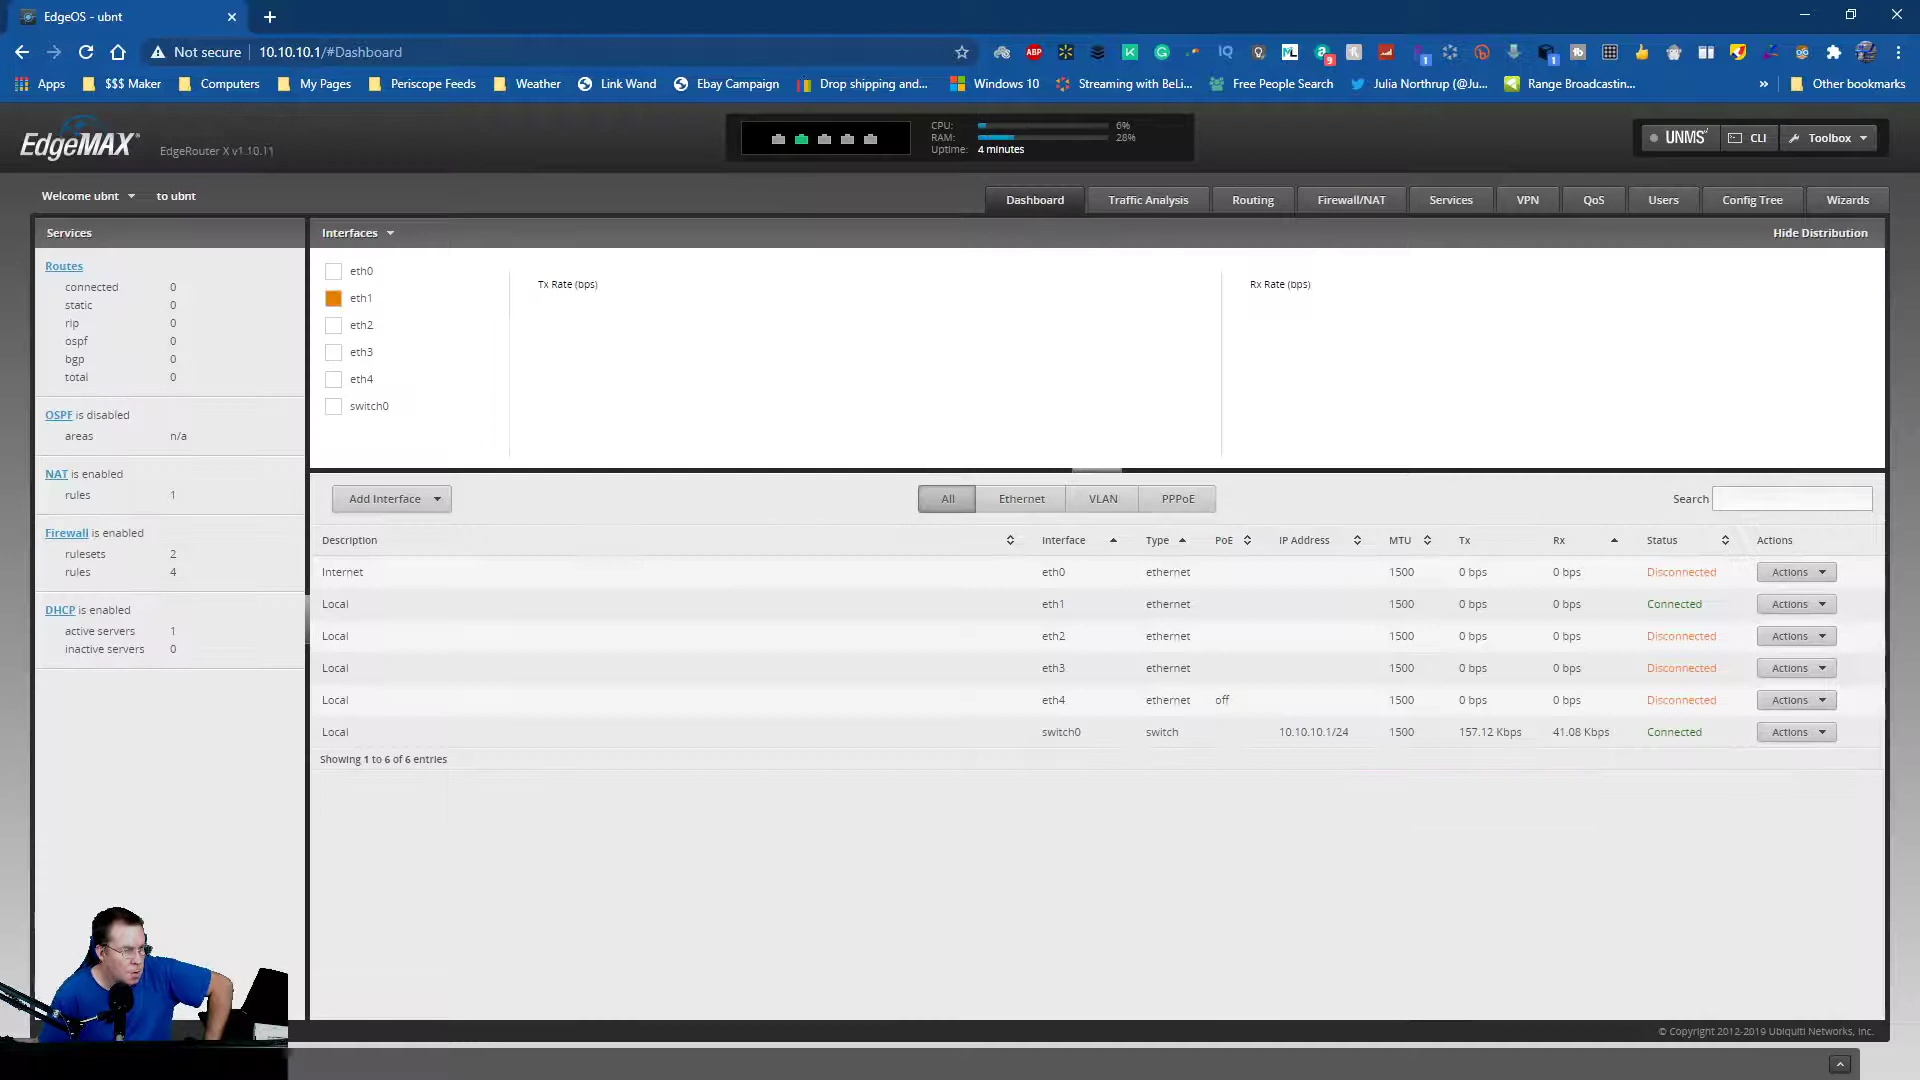 EdgeOS - ubnt
Not secure 10.10.10.1/#Dashboard
Apps $$$ Maker Computers My Pages Periscope Feeds Weather Link Wand Ebay Campaign Drop shipping and... Windows 10 Streaming with BeLi... Free People Search Julia Northrup (@Ju... Range Broadcasting... » Other bookmarks
EdgeMAX EdgeRouter X v1.10.11
CPU: 6%
RAM: 28%
Uptime: 4 minutes
UNMS CLI Toolbox
Welcome ubnt to ubnt
Dashboard Traffic Analysis Routing Firewall/NAT Services VPN QoS Users Config Tree Wizards
Services
Routes
connected 0
static 0
rip 0
ospf 0
bgp 0
total 0
OSPF is disabled
areas n/a
NAT is enabled
rules 1
Firewall is enabled
rulesets 2
rules 4
DHCP is enabled
active servers 1
inactive servers 0
Interfaces Hide Distribution
eth0
eth1
eth2
eth3
eth4
switch0
Tx Rate (bps) Rx Rate (bps)
Add Interface All Ethernet VLAN PPPoE Search
Description Interface Type PoE IP Address MTU Tx Rx Status Actions
Internet eth0 ethernet 1500 0 bps 0 bps Disconnected Actions
Local eth1 ethernet 1500 0 bps 0 bps Connected Actions
Local eth2 ethernet 1500 0 bps 0 bps Disconnected Actions
Local eth3 ethernet 1500 0 bps 0 bps Disconnected Actions
Local eth4 ethernet off 1500 0 bps 0 bps Disconnected Actions
Local switch0 switch 10.10.10.1/24 1500 157.12 Kbps 41.08 Kbps Connected Actions
Showing 1 to 6 of 6 entries
© Copyright 2012-2019 Ubiquiti Networks, Inc.